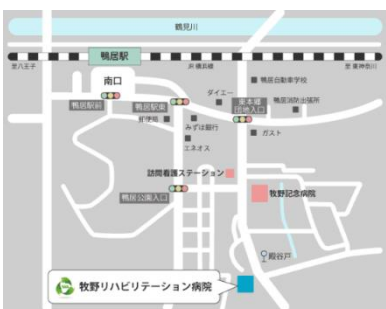 鶴見川
鴨居駅
至八王子
JR横浜線
至東神奈川
南口
鴨居自動車学校
ダイエー
鴨居駅前
鴨居駅東
東本郷
団地入口
鴨居消防出張所
郵便局
みずほ銀行
ガスト
エネオス
訪問看護ステーション
鴨居公園入口
牧野記念病院
殿谷戸
牧野リハビリテーション病院